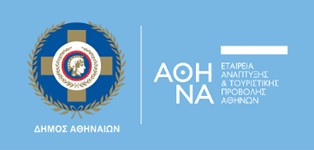 ΔΗΜΟΣ ΑΘΗΝΑΙΩΝ
ΑΘΗ
ΝΑ
ΕΤΑΙΡΕΙΑ
ΑΝΑΠΤΥΞΗΣ
& ΤΟΥΡΙΣΤΙΚΗΣ
ΠΡΟΒΟΛΗΣ
ΑΘΗΝΩΝ